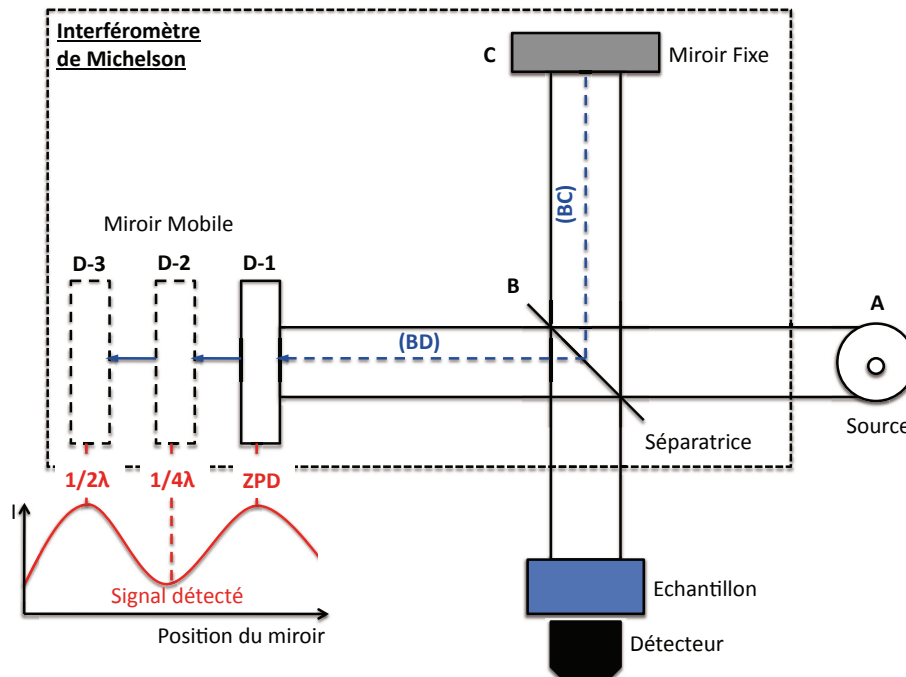 Interféromètre
de Michelson
C
Miroir Fixe
(BC)
Miroir Mobile
D-3
D-2
D-1
B
A
(BD)
Séparatrice
Source
1/2λ
1/4λ
ZPD
I
Signal détecté
Position du miroir
Echantillon
Détecteur